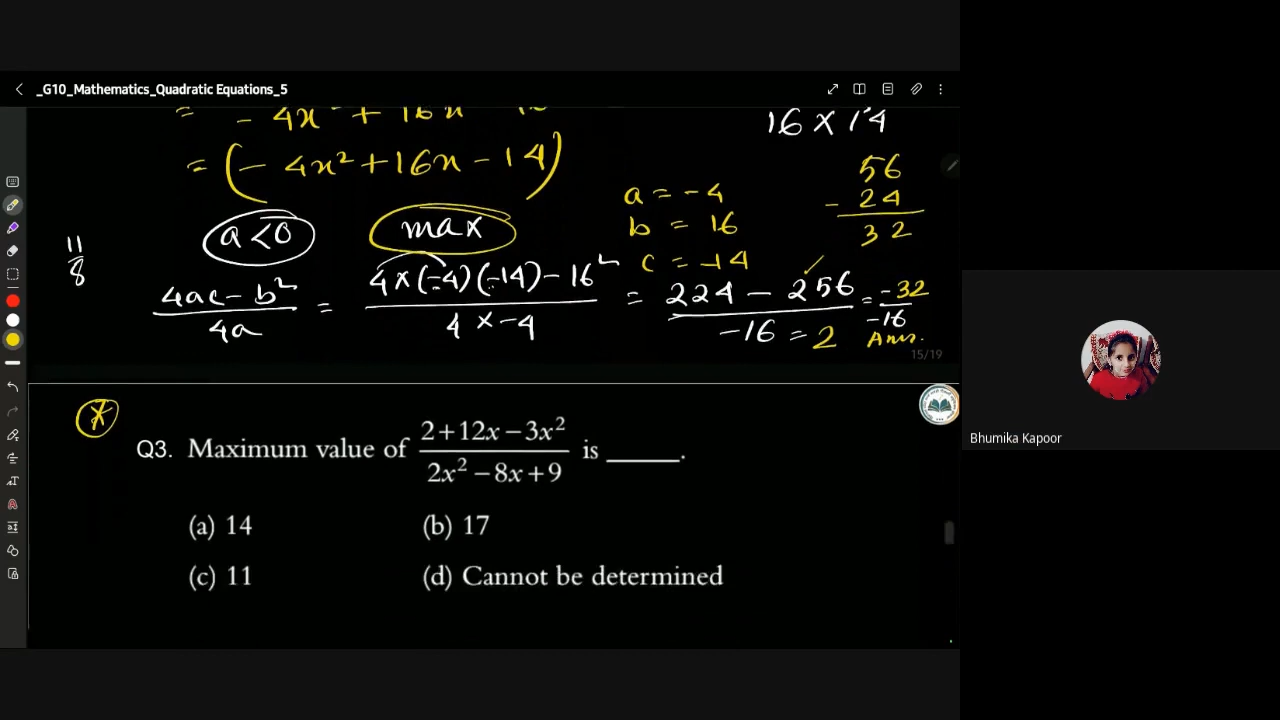 _G10_Mathematics_Quadratic Equations_5
= (- 4x² + 16x - 14)
16 × 14
56
- 24
32
a = -4
b = 16
c = -14
11/8
a < 0
max
(4ac - b²)/4a = (4×(-4)(-14) - 16²)/(4 × -4) = (224 - 256)/-16 = -32/-16
= 2 Ans.
15/19
Q3. Maximum value of (2+12x−3x²)/(2x²−8x+9) is _____.
(a) 14 (b) 17
(c) 11 (d) Cannot be determined
Bhumika Kapoor